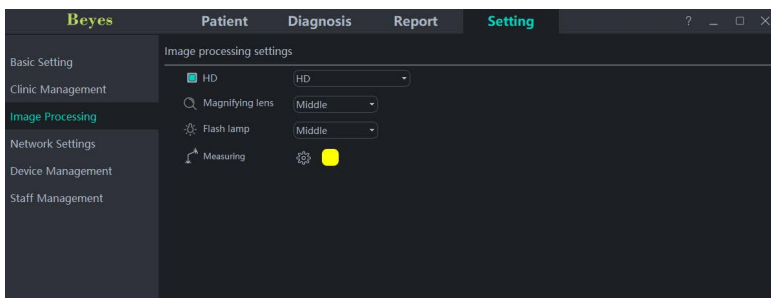 Beyes
Patient
Diagnosis
Report
Setting
?
Basic Setting
Clinic Management
Image Processing
Network Settings
Device Management
Staff Management
Image processing settings
HD HD
Magnifying lens Middle
Flash lamp Middle
Measuring